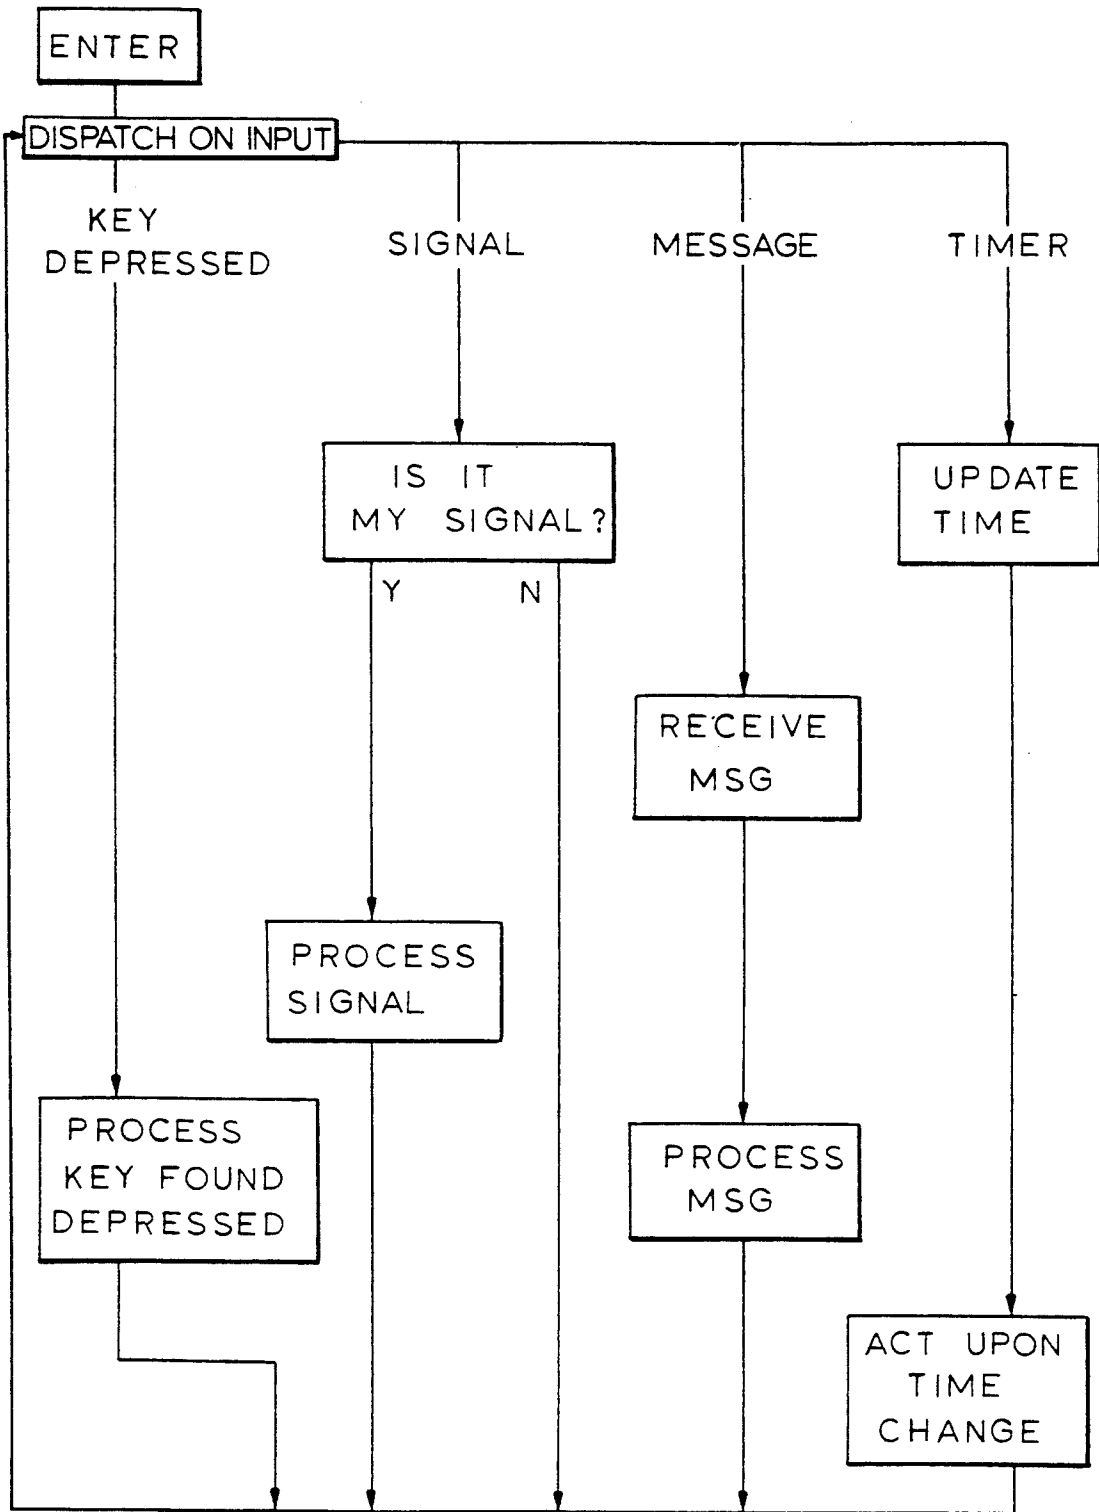 ENTER
DISPATCH ON INPUT
KEY
DEPRESSED
SIGNAL
MESSAGE
TIMER
IS IT
MY SIGNAL?
Y
N
UPDATE
TIME
RECEIVE
MSG
PROCESS
SIGNAL
PROCESS
KEY FOUND
DEPRESSED
PROCESS
MSG
ACT UPON
TIME
CHANGE